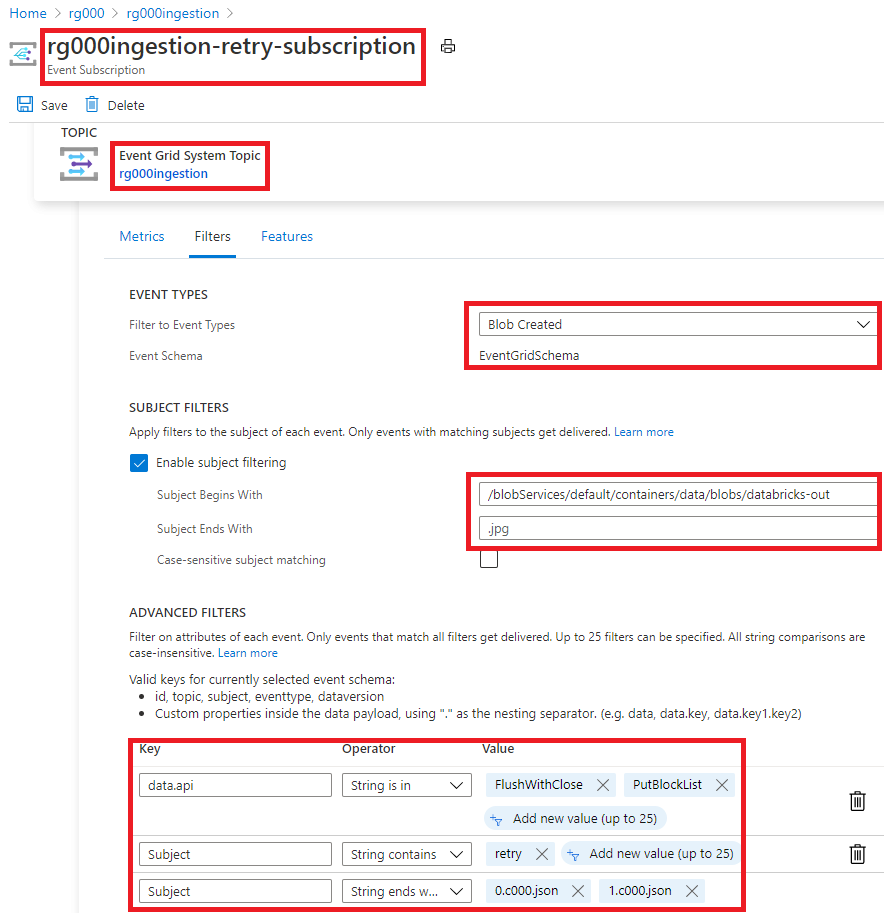 Home > rg000 > rg000ingestion >
rg000ingestion-retry-subscription
Event Subscription
Save Delete
TOPIC
Event Grid System Topic
rg000ingestion
Metrics Filters Features
EVENT TYPES
Filter to Event Types Blob Created
Event Schema EventGridSchema
SUBJECT FILTERS
Apply filters to the subject of each event. Only events with matching subjects get delivered. Learn more
Enable subject filtering
Subject Begins With /blobServices/default/containers/data/blobs/databricks-out
Subject Ends With .jpg
Case-sensitive subject matching
ADVANCED FILTERS
Filter on attributes of each event. Only events that match all filters get delivered. Up to 25 filters can be specified. All string comparisons are
case-insensitive. Learn more
Valid keys for currently selected event schema:
• id, topic, subject, eventtype, dataversion
• Custom properties inside the data payload, using "." as the nesting separator. (e.g. data, data.key, data.key1.key2)
Key Operator Value
data.api String is in FlushWithClose PutBlockList
Add new value (up to 25)
Subject String contains retry Add new value (up to 25)
Subject String ends w... 0.c000.json 1.c000.json